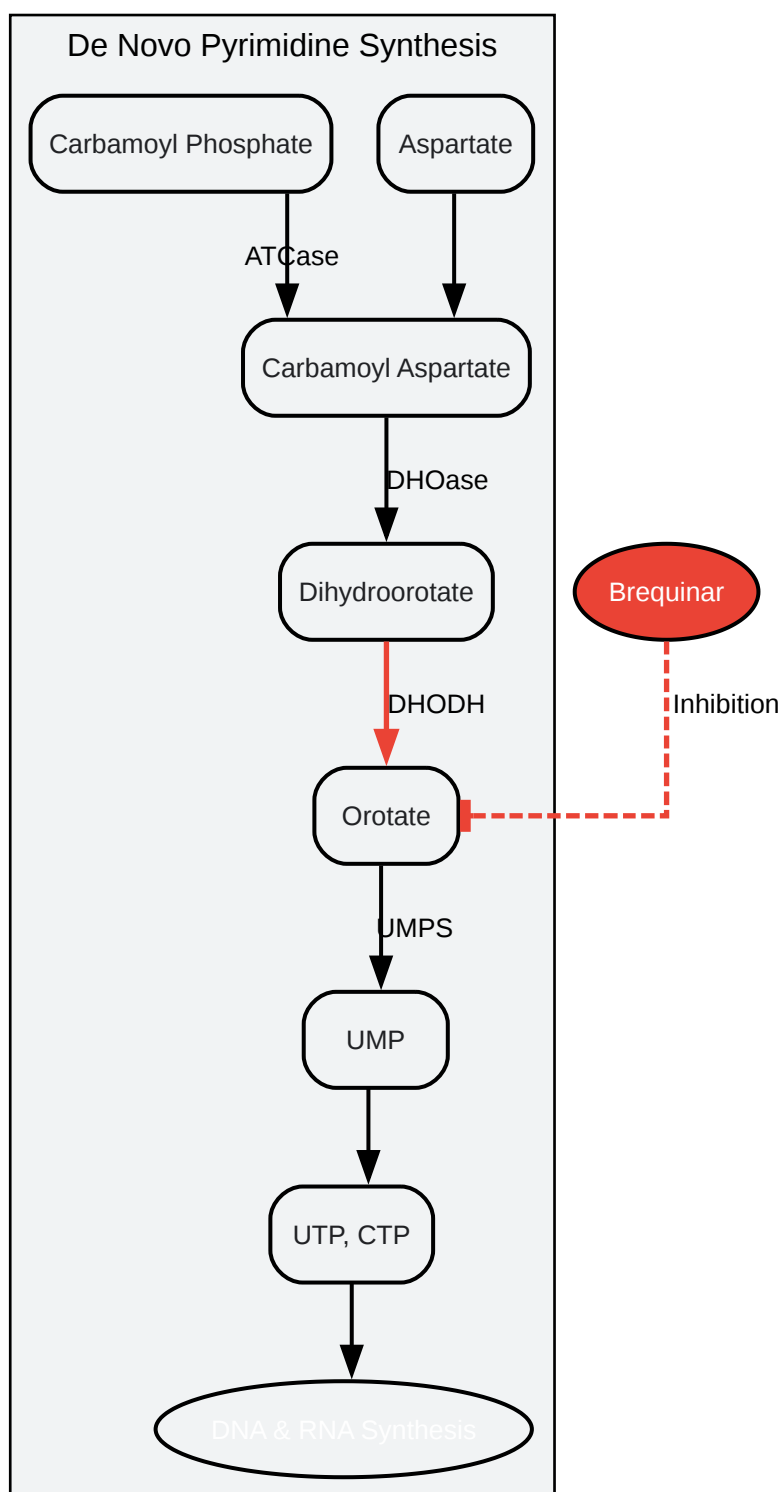 De Novo Pyrimidine Synthesis
Carbamoyl Phosphate
Aspartate
ATCase
Carbamoyl Aspartate
DHOase
Dihydroorotate
Brequinar
DHODH
Inhibition
Orotate
UMPS
UMP
UTP, CTP
DNA & RNA Synthesis